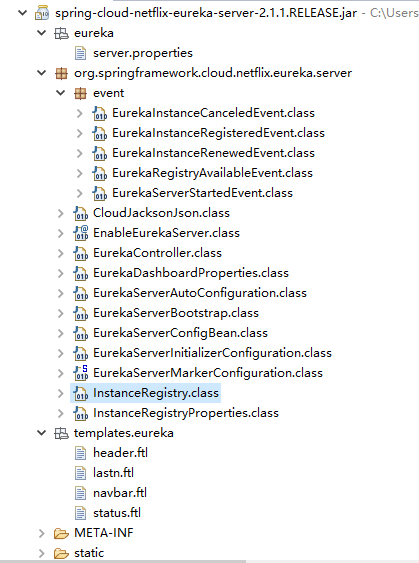 spring-cloud-netflix-eureka-server-2.1.1.RELEASE.jar - C:\Users
eureka
server.properties
org.springframework.cloud.netflix.eureka.server
event
EurekaInstanceCanceledEvent.class
EurekaInstanceRegisteredEvent.class
EurekaInstanceRenewedEvent.class
EurekaRegistryAvailableEvent.class
EurekaServerStartedEvent.class
CloudJacksonJson.class
EnableEurekaServer.class
EurekaController.class
EurekaDashboardProperties.class
EurekaServerAutoConfiguration.class
EurekaServerBootstrap.class
EurekaServerConfigBean.class
EurekaServerInitializerConfiguration.class
EurekaServerMarkerConfiguration.class
InstanceRegistry.class
InstanceRegistryProperties.class
templates.eureka
header.ftl
lastn.ftl
navbar.ftl
status.ftl
META-INF
static